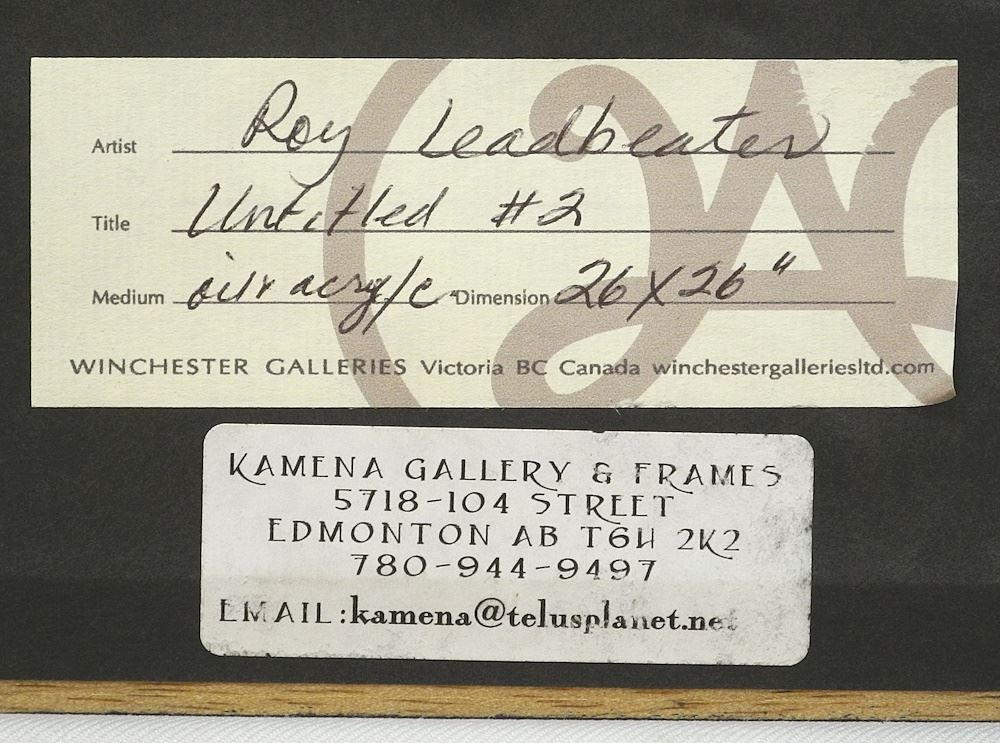 Artist Roy Leadbeater
Title Untitled #2
Medium oil & acrylic Dimension 26 X 26"
WINCHESTER GALLERIES Victoria BC Canada winchestergalleriesltd.com
KAMENA GALLERY & FRAMES
5718-104 STREET
EDMONTON AB T6H 2K2
780-944-9497
EMAIL:kamena@telusplanet.net